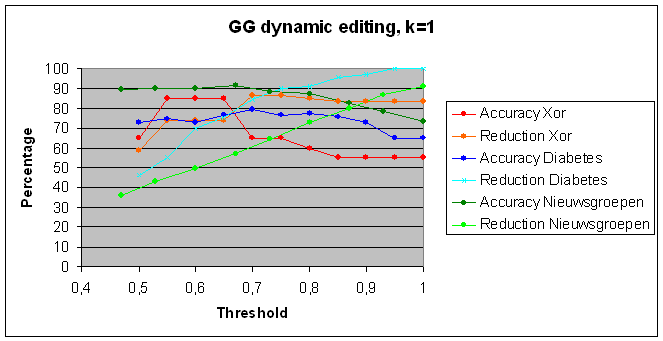 GG dynamic editing, k=1
Percentage
100
90
80
70
60
50
40
30
20
10
0
0,4 0,5 0,6 0,7 0,8 0,9 1
Threshold
Accuracy Xor
Reduction Xor
Accuracy Diabetes
Reduction Diabetes
Accuracy Nieuwsgroepen
Reduction Nieuwsgroepen